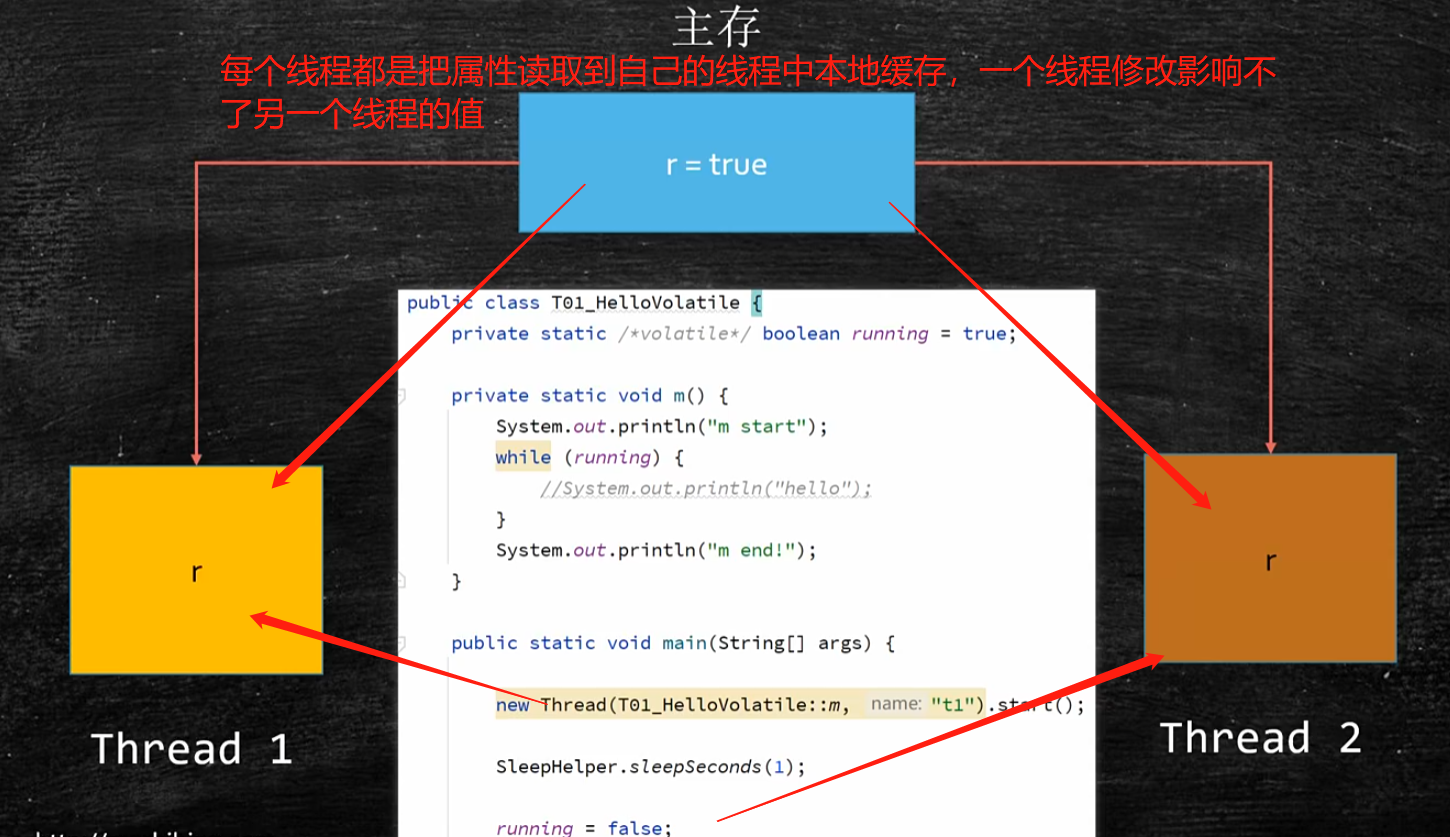 主存
每个线程都是把属性读取到自己的线程中本地缓存，一个线程修改影响不
了另一个线程的值
r = true
public class T01_HelloVolatile {
private static /*volatile*/ boolean running = true;
private static void m() {
System.out.println("m start");
while (running) {
//System.out.println("hello");
}
System.out.println("m end!");
}
public static void main(String[] args) {
new Thread(T01_HelloVolatile::m, name: "t1").start();
SleepHelper.sleepSeconds(1);
running = false;
r
Thread 1
r
Thread 2